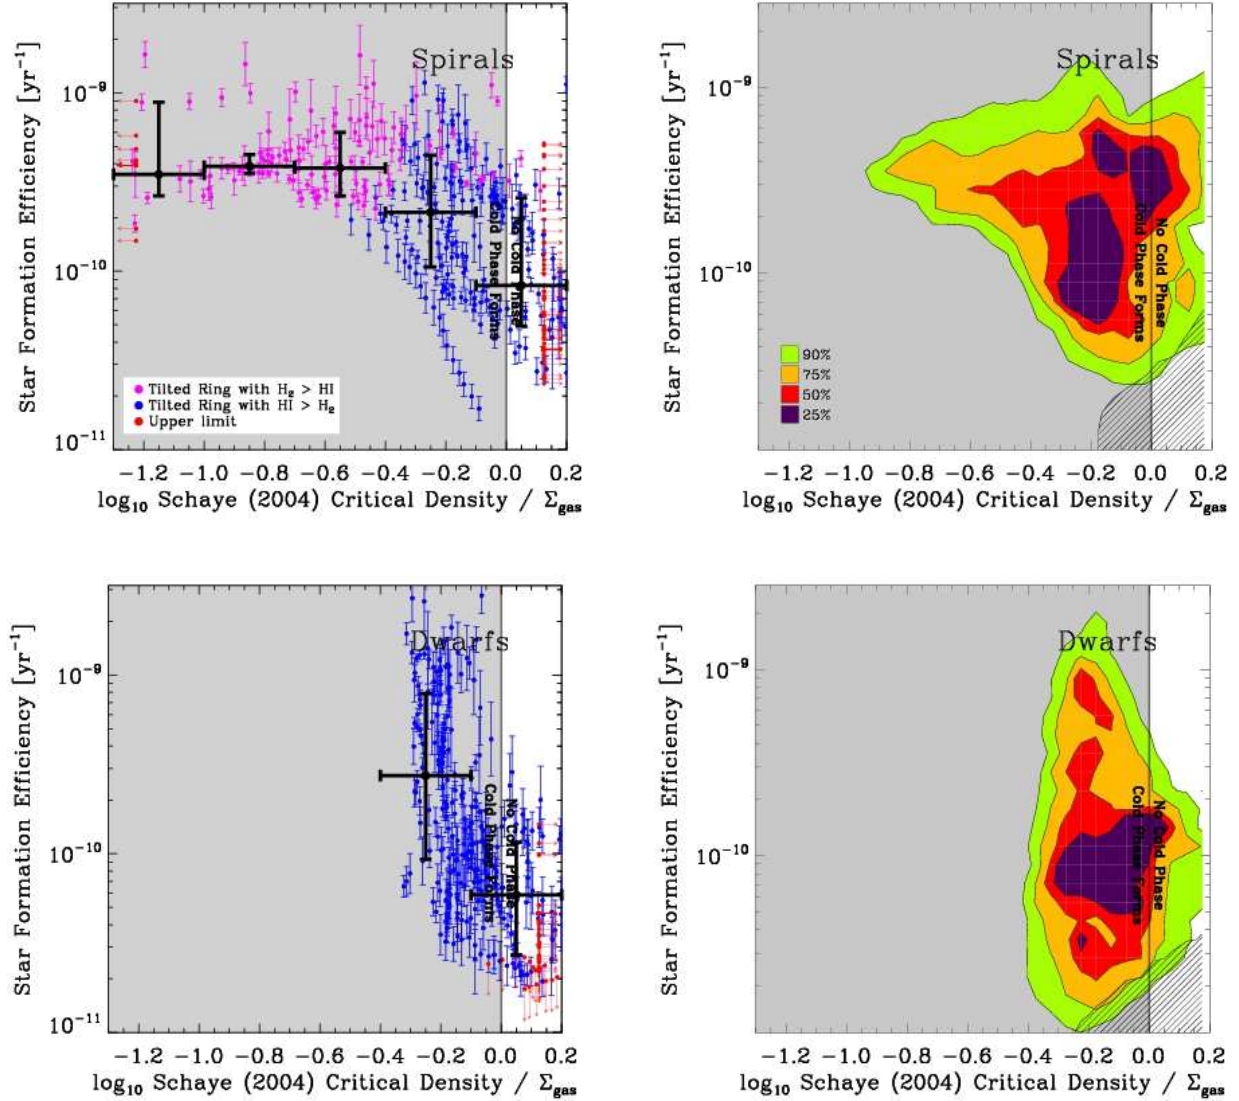 Spirals
Star Formation Efficiency [yr⁻¹]
10⁻⁹
10⁻¹⁰
10⁻¹¹
Cold Phase Forms
No Cold Phase
Tilted Ring with H₂ > HI
Tilted Ring with HI > H₂
Upper limit
−1.2 −1.0 −0.8 −0.6 −0.4 −0.2 0.0 0.2
log₁₀ Schaye (2004) Critical Density / Σgas
Spirals
Star Formation Efficiency [yr⁻¹]
10⁻⁹
10⁻¹⁰
Cold Phase Forms
No Cold Phase
90%
75%
50%
25%
−1.2 −1.0 −0.8 −0.6 −0.4 −0.2 0.0 0.2
log₁₀ Schaye (2004) Critical Density / Σgas
Dwarfs
Star Formation Efficiency [yr⁻¹]
10⁻⁹
10⁻¹⁰
10⁻¹¹
Cold Phase Forms
No Cold Phase
−1.2 −1.0 −0.8 −0.6 −0.4 −0.2 0.0 0.2
log₁₀ Schaye (2004) Critical Density / Σgas
Dwarfs
Star Formation Efficiency [yr⁻¹]
10⁻⁹
10⁻¹⁰
Cold Phase Forms
No Cold Phase
−1.2 −1.0 −0.8 −0.6 −0.4 −0.2 0.0 0.2
log₁₀ Schaye (2004) Critical Density / Σgas